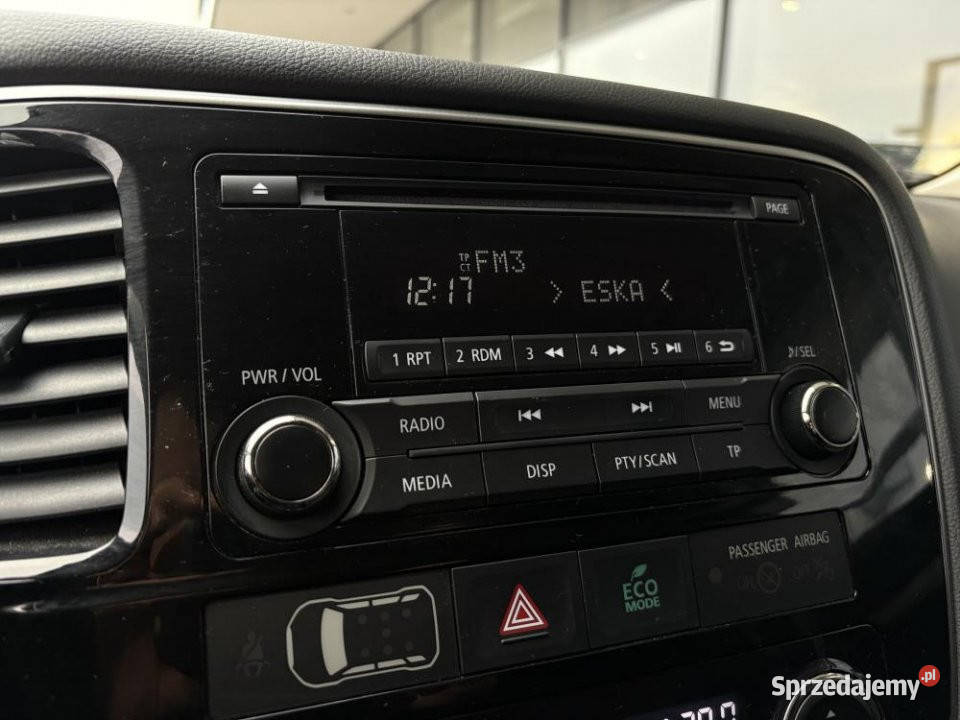 PAGE
TP
CT FM3
12:17 > ESKA <
1 RPT 2 RDM 3 4 5 6
PWR / VOL
♪/SEL
RADIO MENU
MEDIA DISP PTY/SCAN TP
PASSENGER AIRBAG
ECO
MODE
Sprzedajemy.pl